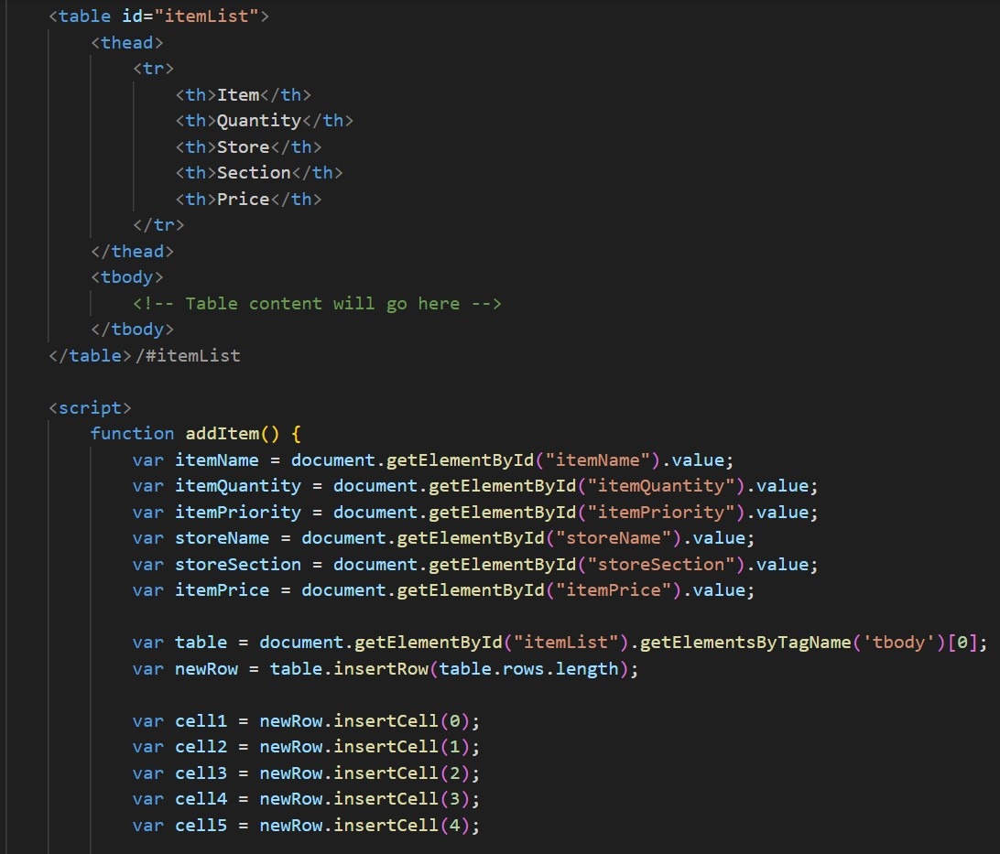 <table id="itemList">
<thead>
<tr>
<th>Item</th>
<th>Quantity</th>
<th>Store</th>
<th>Section</th>
<th>Price</th>
</tr>
</thead>
<tbody>
<!-- Table content will go here -->
</tbody>
</table>/#itemList
<script>
function addItem() {
var itemName = document.getElementById("itemName").value;
var itemQuantity = document.getElementById("itemQuantity").value;
var itemPriority = document.getElementById("itemPriority").value;
var storeName = document.getElementById("storeName").value;
var storeSection = document.getElementById("storeSection").value;
var itemPrice = document.getElementById("itemPrice").value;
var table = document.getElementById("itemList").getElementsByTagName('tbody')[0];
var newRow = table.insertRow(table.rows.length);
var cell1 = newRow.insertCell(0);
var cell2 = newRow.insertCell(1);
var cell3 = newRow.insertCell(2);
var cell4 = newRow.insertCell(3);
var cell5 = newRow.insertCell(4);